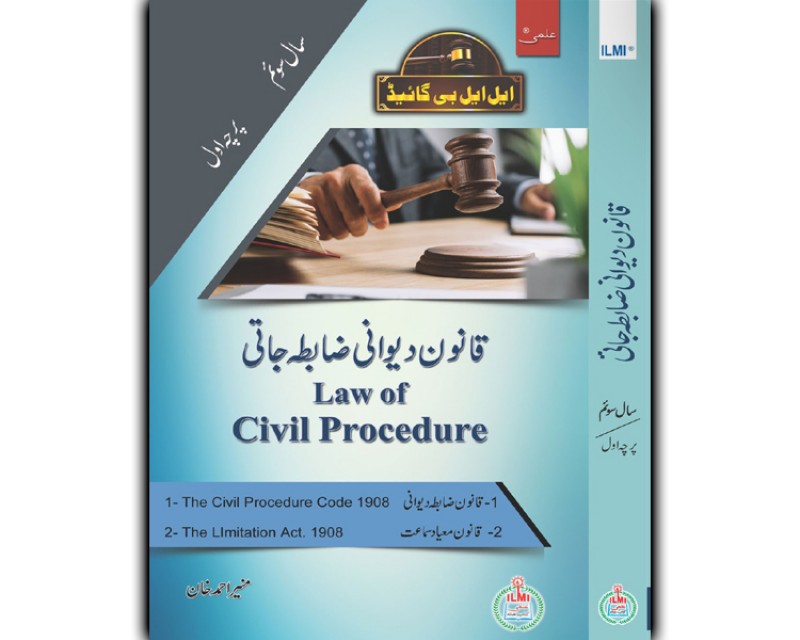 علمی®
ILMI®
ایل ایل بی گائیڈ
سال سوئم
پرچہ اول
قانون دیوانی ضابطہ جاتی
Law of
Civil Procedure
1- The Civil Procedure Code 1908 1- قانون ضابطہ دیوانی
2- The LImitation Act. 1908 2- قانون معیاد سماعت
منیر احمد خان
ILMI
قانون دیوانی ضابطہ جاتی
سال سوئم
پرچہ اول
ILMI